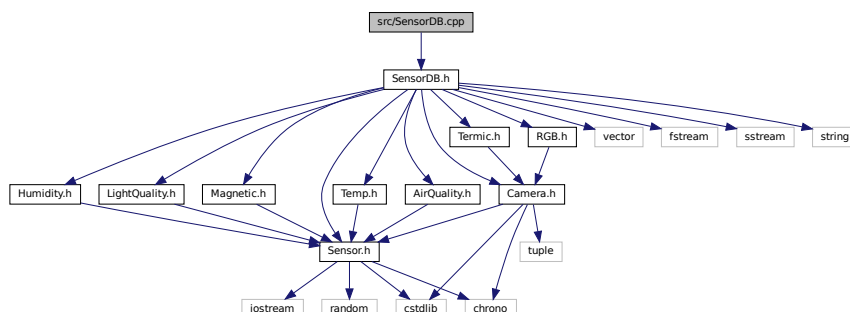 src/SensorDB.cpp
SensorDB.h
Termic.h RGB.h vector fstream sstream string
Humidity.h LightQuality.h Magnetic.h Temp.h AirQuality.h Camera.h
Sensor.h tuple
iostream random cstdlib chrono